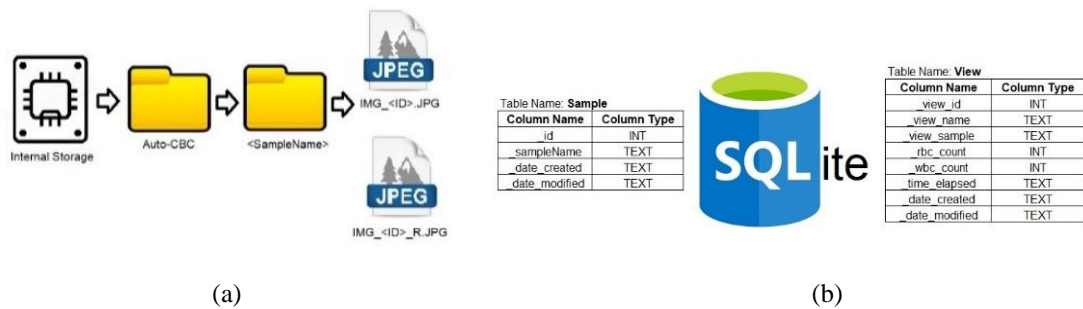 JPEG
IMG_<ID>.JPG
Internal Storage
Auto-CBC
<SampleName>
JPEG
IMG_<ID>_R.JPG
(a)
Table Name: Sample
Column Name Column Type
_id INT
_sampleName TEXT
_date_created TEXT
_date_modified TEXT
SQLite
Table Name: View
Column Name Column Type
_view_id INT
_view_name TEXT
_view_sample TEXT
_rbc_count INT
_wbc_count INT
_time_elapsed TEXT
_date_created TEXT
_date_modified TEXT
(b)